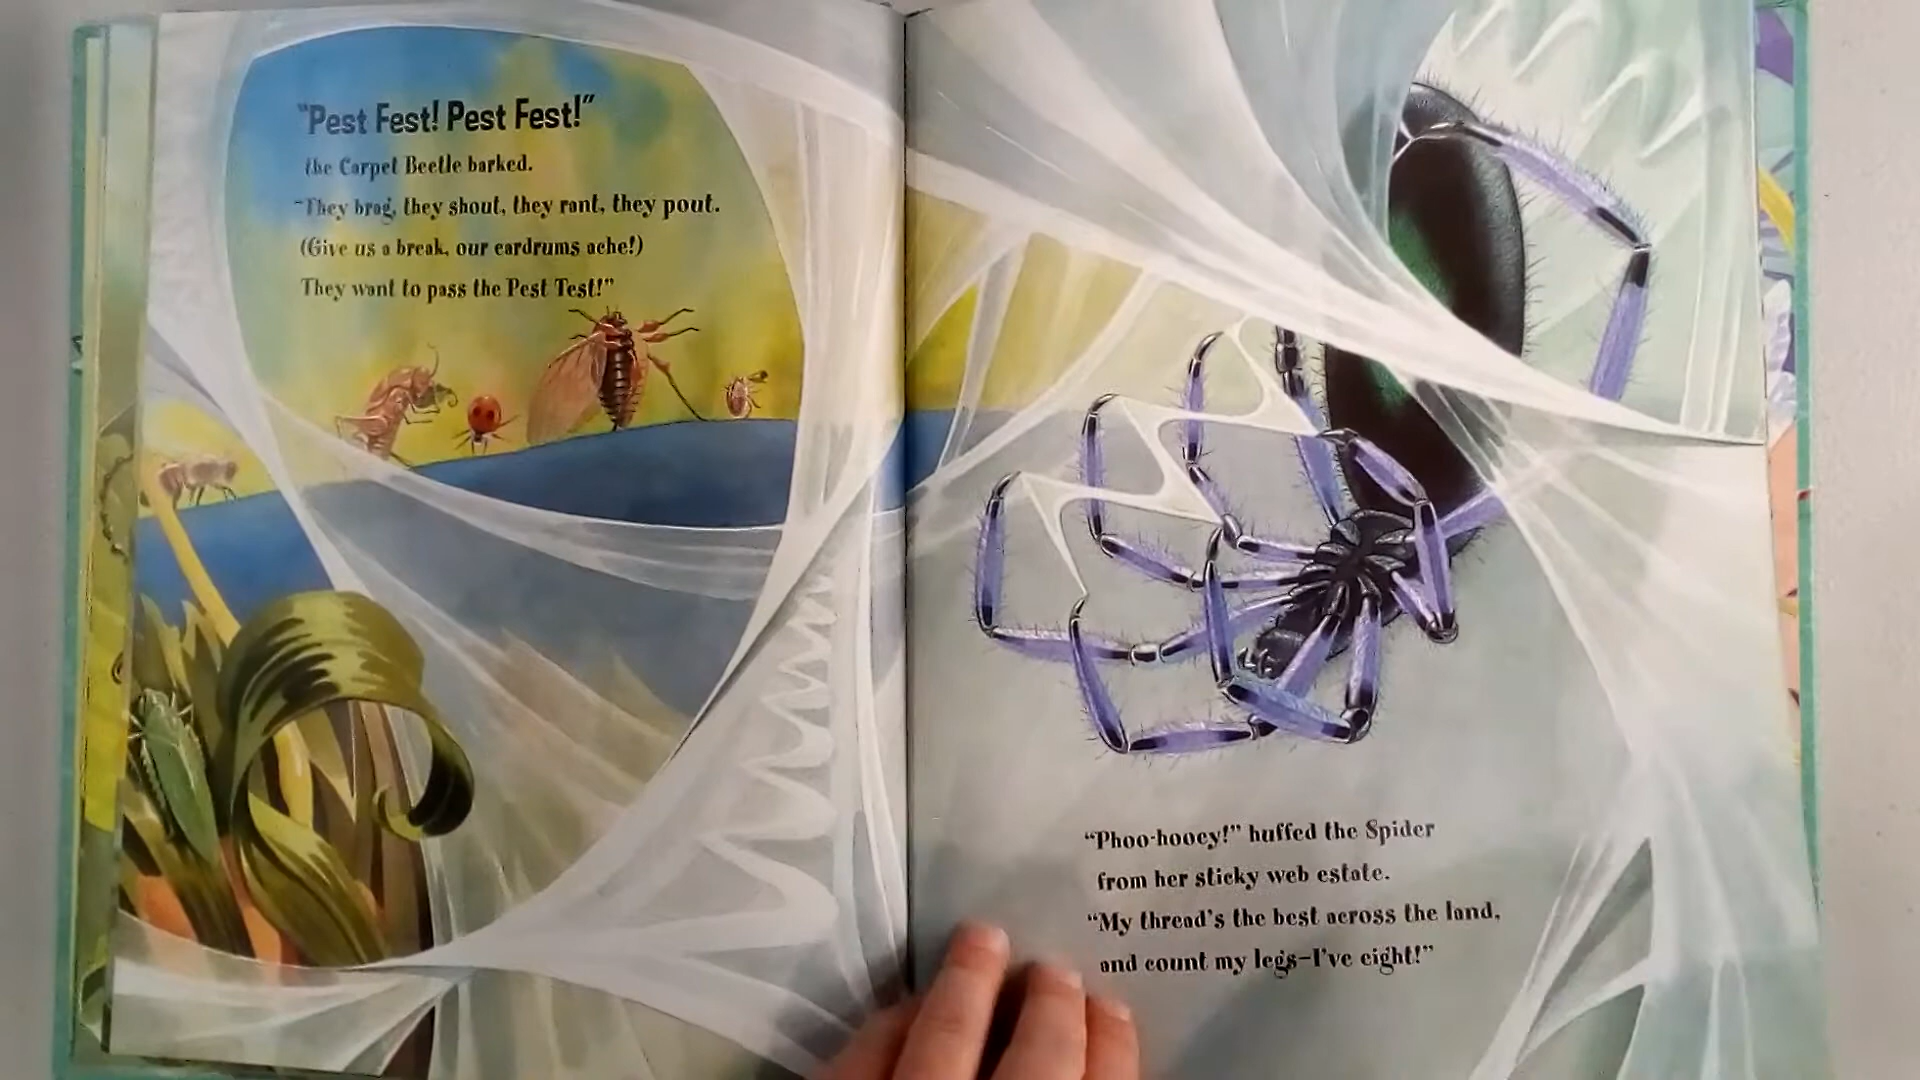 “Pest Fest! Pest Fest!”
the Carpet Beetle barked.
“They brag, they shout, they rant, they pout.
(Give us a break, our eardrums ache!)
They want to pass the Pest Test!”
“Phoo-hooey!” huffed the Spider
from her sticky web estate.
“My thread’s the best across the land,
and count my legs—I’ve eight!”